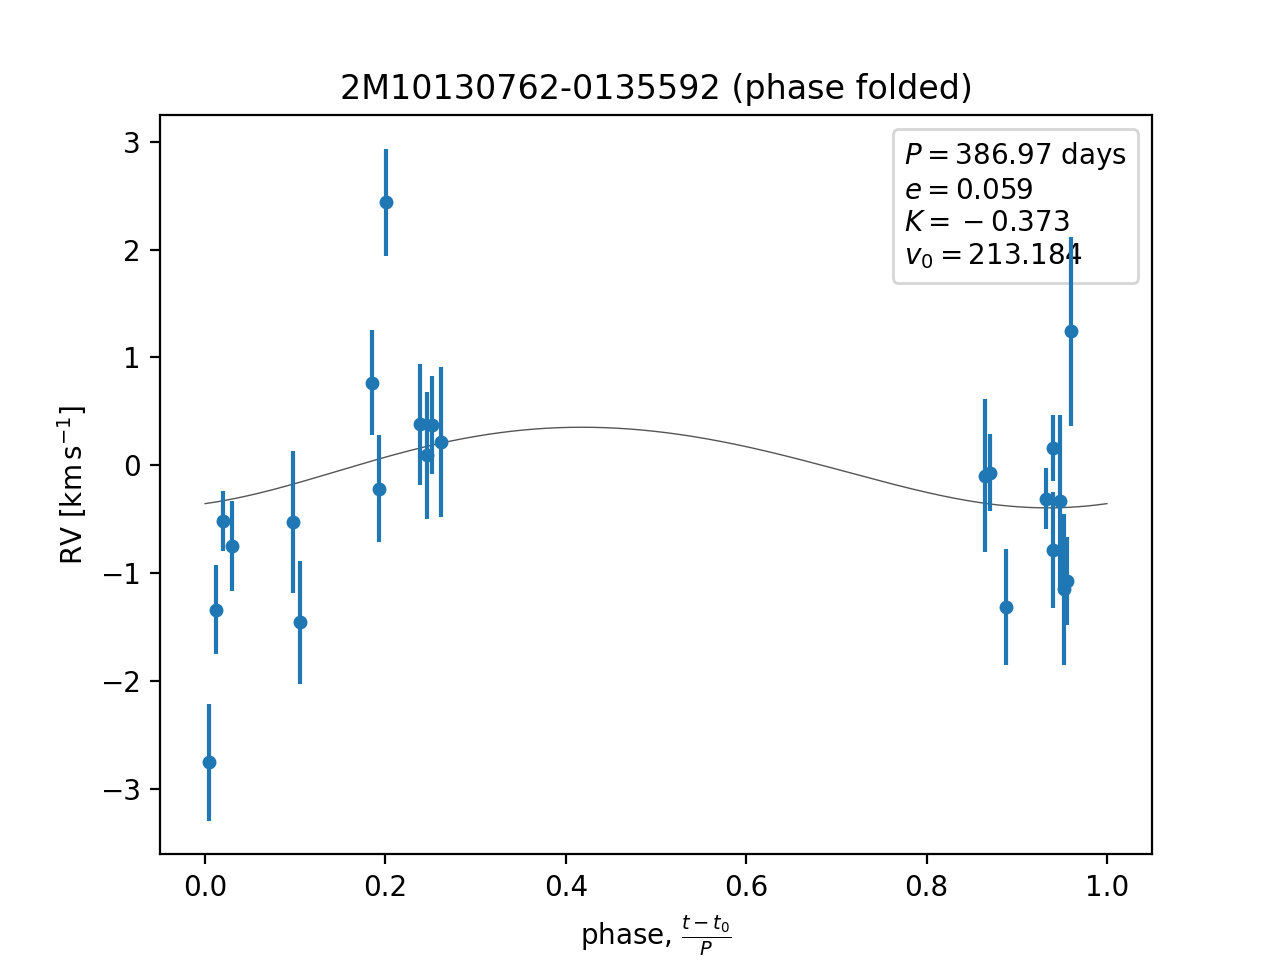 2M10130762-0135592 (phase folded)
P = 386.97 days
e = 0.059
K = −0.373
v₀ = 213.184
3
2
1
0
−1
−2
−3
RV [km s⁻¹]
0.0 0.2 0.4 0.6 0.8 1.0
phase, (t − t₀)/P